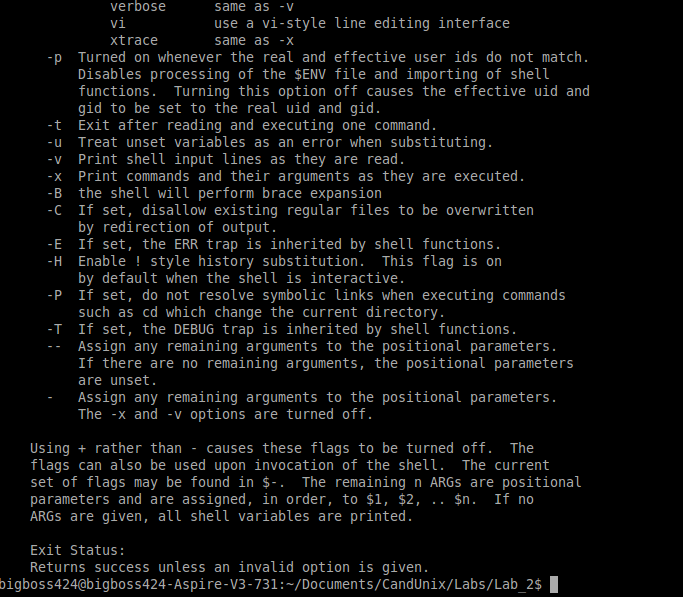 verbose      same as -v
vi           use a vi-style line editing interface
xtrace       same as -x
-p  Turned on whenever the real and effective user ids do not match.
Disables processing of the $ENV file and importing of shell
functions.  Turning this option off causes the effective uid and
gid to be set to the real uid and gid.
-t  Exit after reading and executing one command.
-u  Treat unset variables as an error when substituting.
-v  Print shell input lines as they are read.
-x  Print commands and their arguments as they are executed.
-B  the shell will perform brace expansion
-C  If set, disallow existing regular files to be overwritten
by redirection of output.
-E  If set, the ERR trap is inherited by shell functions.
-H  Enable ! style history substitution.  This flag is on
by default when the shell is interactive.
-P  If set, do not resolve symbolic links when executing commands
such as cd which change the current directory.
-T  If set, the DEBUG trap is inherited by shell functions.
--  Assign any remaining arguments to the positional parameters.
If there are no remaining arguments, the positional parameters
are unset.
-   Assign any remaining arguments to the positional parameters.
The -x and -v options are turned off.
Using + rather than - causes these flags to be turned off.  The
flags can also be used upon invocation of the shell.  The current
set of flags may be found in $-.  The remaining n ARGs are positional
parameters and are assigned, in order, to $1, $2, .. $n.  If no
ARGs are given, all shell variables are printed.
Exit Status:
Returns success unless an invalid option is given.
bigboss424@bigboss424-Aspire-V3-731:~/Documents/CandUnix/Labs/Lab_2$